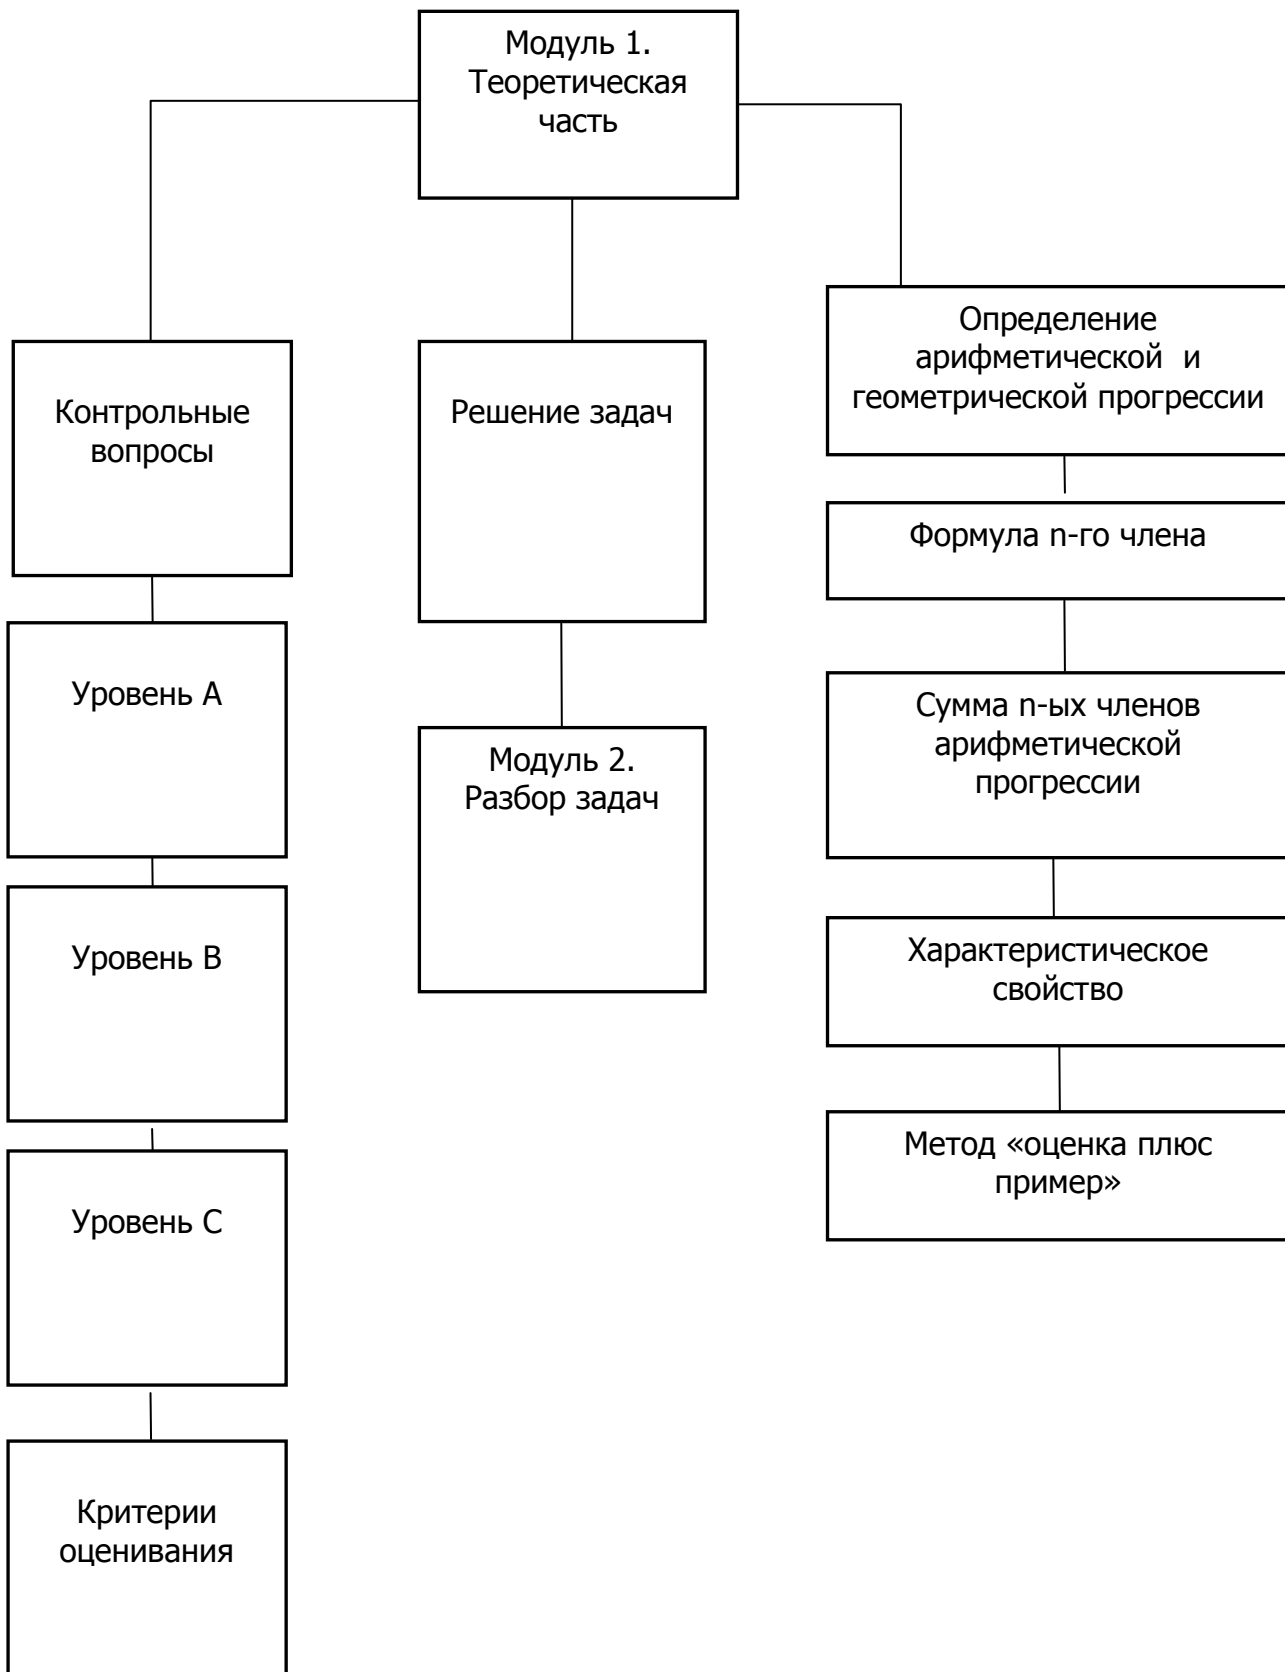 Модуль 1.
Теоретическая
часть
Контрольные
вопросы
Уровень А
Уровень В
Уровень С
Критерии
оценивания
Решение задач
Модуль 2.
Разбор задач
Определение
арифметической и
геометрической прогрессии
Формула n-го члена
Сумма n-ых членов
арифметической
прогрессии
Характеристическое
свойство
Метод «оценка плюс
пример»